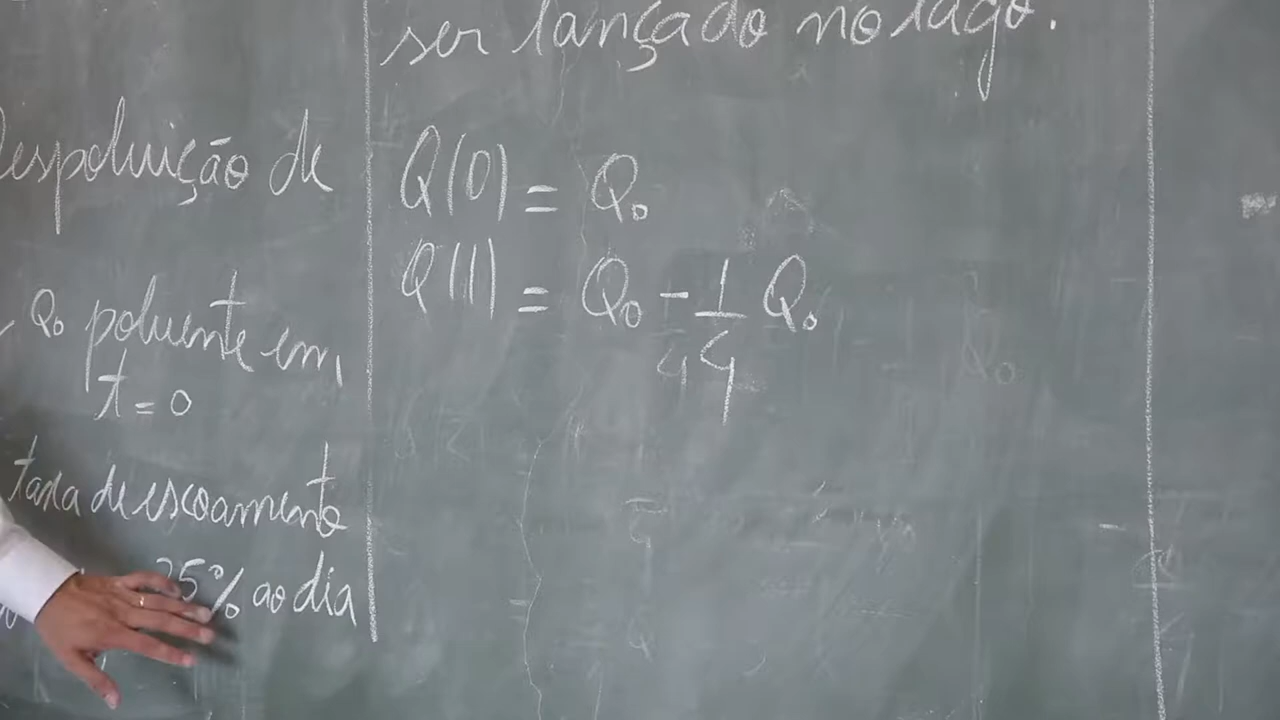 ser lançado no lago.
Despoluição de
Q₀ poluente em
t = 0
taxa de escoamento
25% ao dia
Q(0) = Q₀
Q(1) = Q₀ - 1/4 Q₀